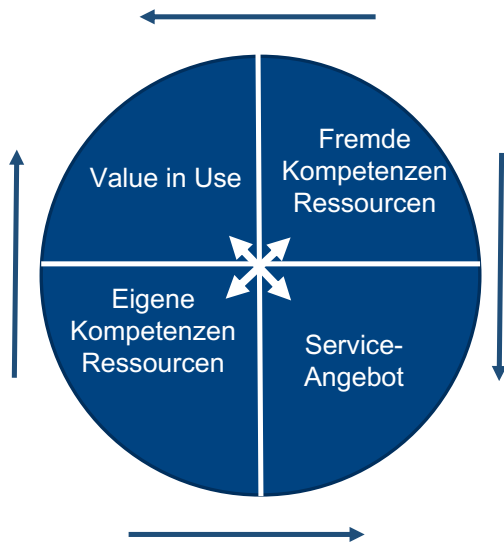 Value in Use
Fremde
Kompetenzen
Ressourcen
Eigene
Kompetenzen
Ressourcen
Service-
Angebot